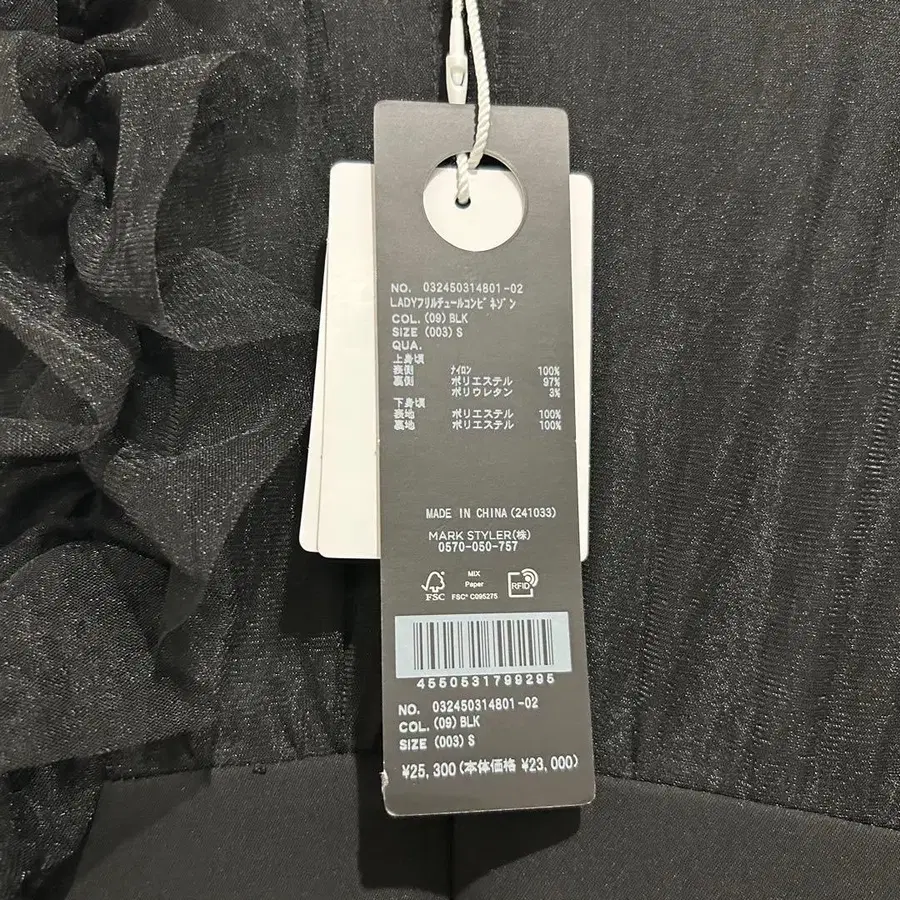 NO. 032450314801-02
LADYフリルチュールコンビネゾン
COL. (09) BLK
SIZE (003) S
QUA.
上身頃
表側 ナイロン 100%
裏側 ポリエステル 97%
ポリウレタン 3%
下身頃
表地 ポリエステル 100%
裏地 ポリエステル 100%
MADE IN CHINA (241033)
MARK STYLER(株)
0570-050-757
FSC
MIX
Paper
FSC® C095275
RFID
4550531799295
NO. 032450314801-02
COL. (09) BLK
SIZE (003) S
¥25,300(本体価格 ¥23,000)